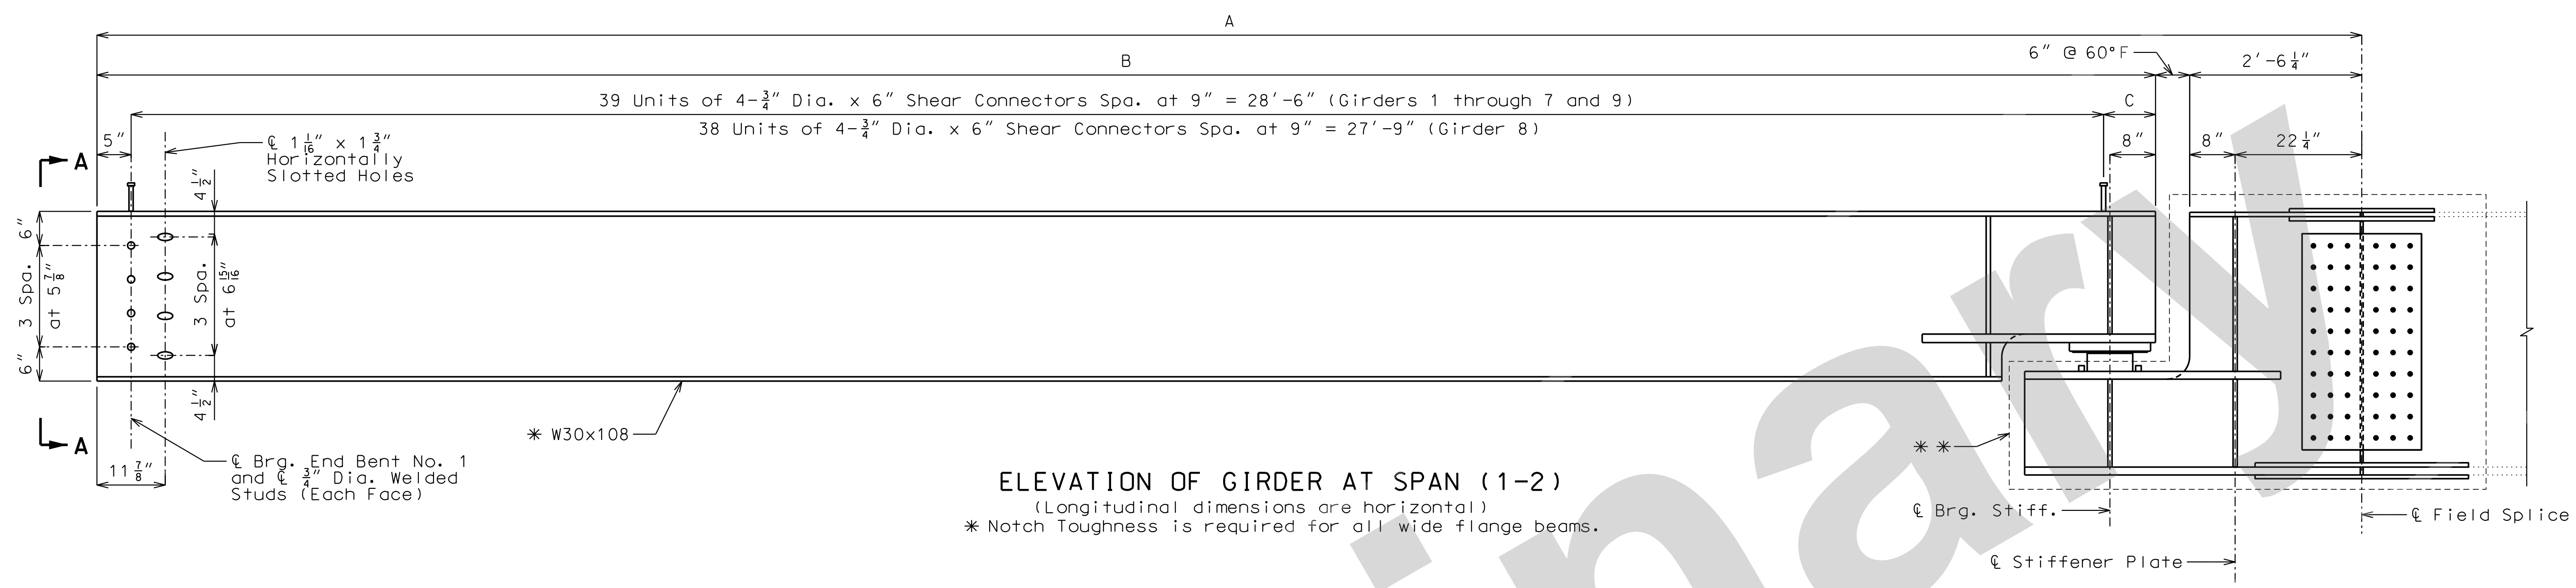 A
6" @ 60°F
B
2'-6 1/4"
39 Units of 4-3/4" Dia. x 6" Shear Connectors Spa. at 9" = 28'-6" (Girders 1 through 7 and 9)
C
38 Units of 4-3/4" Dia. x 6" Shear Connectors Spa. at 9" = 27'-9" (Girder 8)
5"
℄ 1 1/16" x 1 3/4"
Horizontally
Slotted Holes
8"
8"
22 1/4"
A
4 1/2"
6"
3 Spa.
at 5 7/8"
6"
3 Spa.
at 6 15/16"
4 1/2"
A
* W30x108
* *
℄ Brg. End Bent No. 1
and ℄ 3/4" Dia. Welded
Studs (Each Face)
11 7/8"
ELEVATION OF GIRDER AT SPAN (1-2)
(Longitudinal dimensions are horizontal)
* Notch Toughness is required for all wide flange beams.
℄ Brg. Stiff.
℄ Field Splice
℄ Stiffener Plate
inary